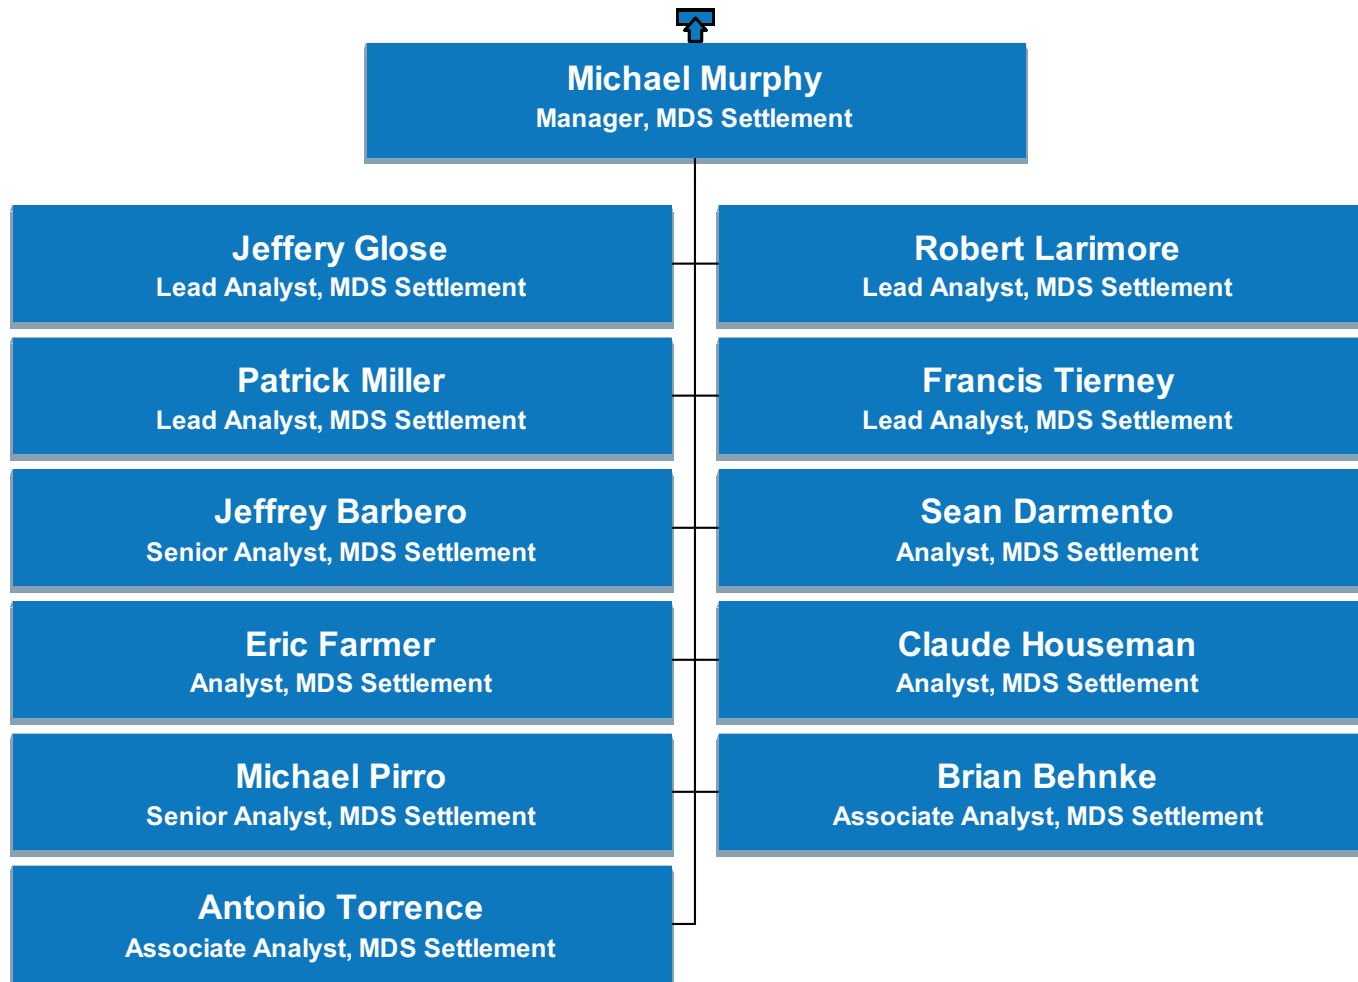 Michael Murphy
Manager, MDS Settlement
Jeffery Glose
Lead Analyst, MDS Settlement
Robert Larimore
Lead Analyst, MDS Settlement
Patrick Miller
Lead Analyst, MDS Settlement
Francis Tierney
Lead Analyst, MDS Settlement
Jeffrey Barbero
Senior Analyst, MDS Settlement
Sean Darmento
Analyst, MDS Settlement
Eric Farmer
Analyst, MDS Settlement
Claude Houseman
Analyst, MDS Settlement
Michael Pirro
Senior Analyst, MDS Settlement
Brian Behnke
Associate Analyst, MDS Settlement
Antonio Torrence
Associate Analyst, MDS Settlement